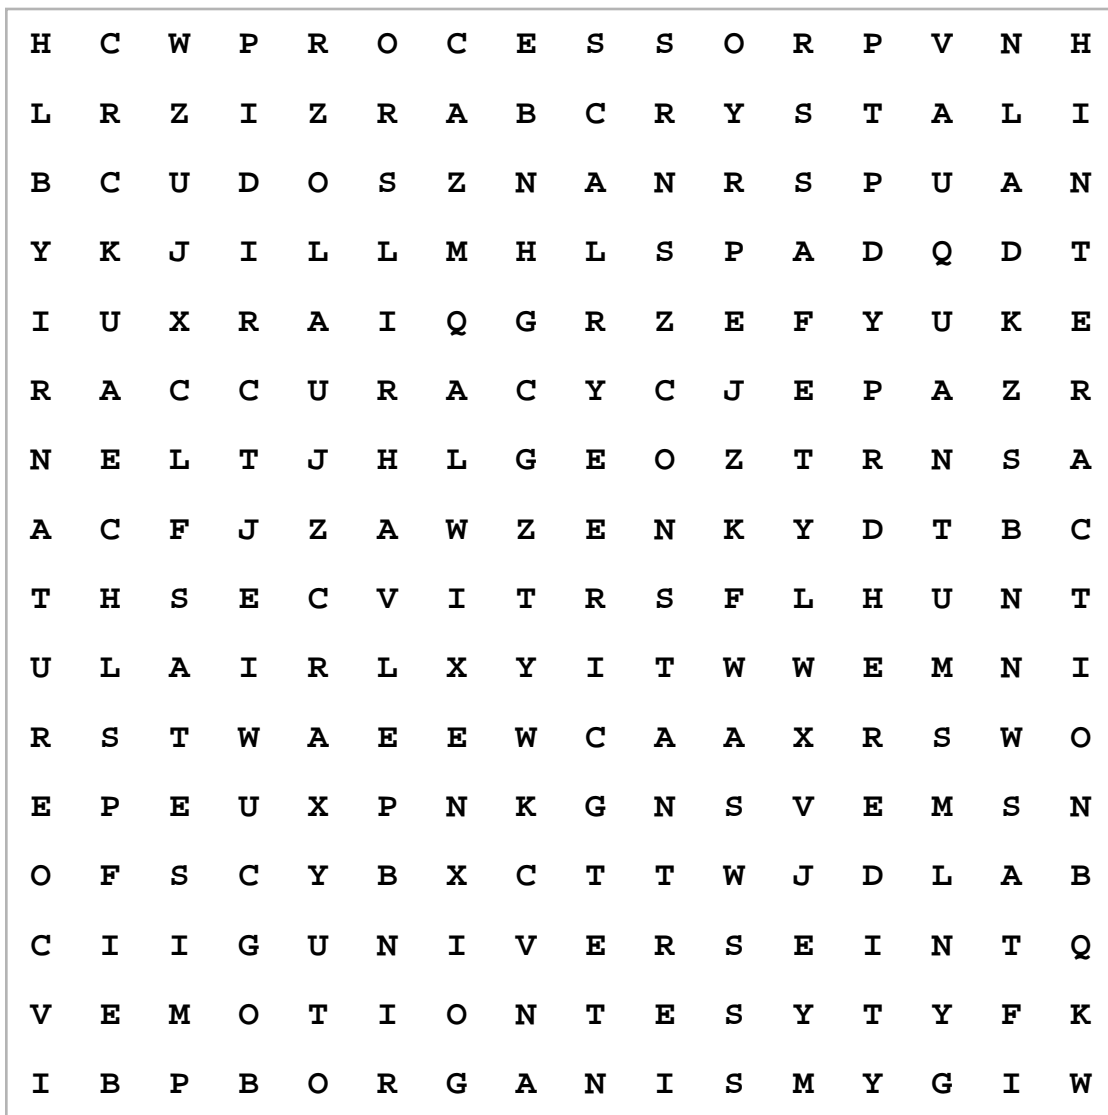 H C W P R O C E S S O R P V N H
L R Z I Z R A B C R Y S T A L I
B C U D O S Z N A N R S P U A N
Y K J I L L M H L S P A D Q D T
I U X R A I Q G R Z E F Y U K E
R A C C U R A C Y C J E P A Z R
N E L T J H L G E O Z T R N S A
A C F J Z A W Z E N K Y D T B C
T H S E C V I T R S F L H U N T
U L A I R L X Y I T W W E M N I
R S T W A E E W C A A X R S W O
E P E U X P N K G N S V E M S N
O F S C Y B X C T T W J D L A B
C I I G U N I V E R S E I N T Q
V E M O T I O N T E S Y T Y F K
I B P B O R G A N I S M Y G I W